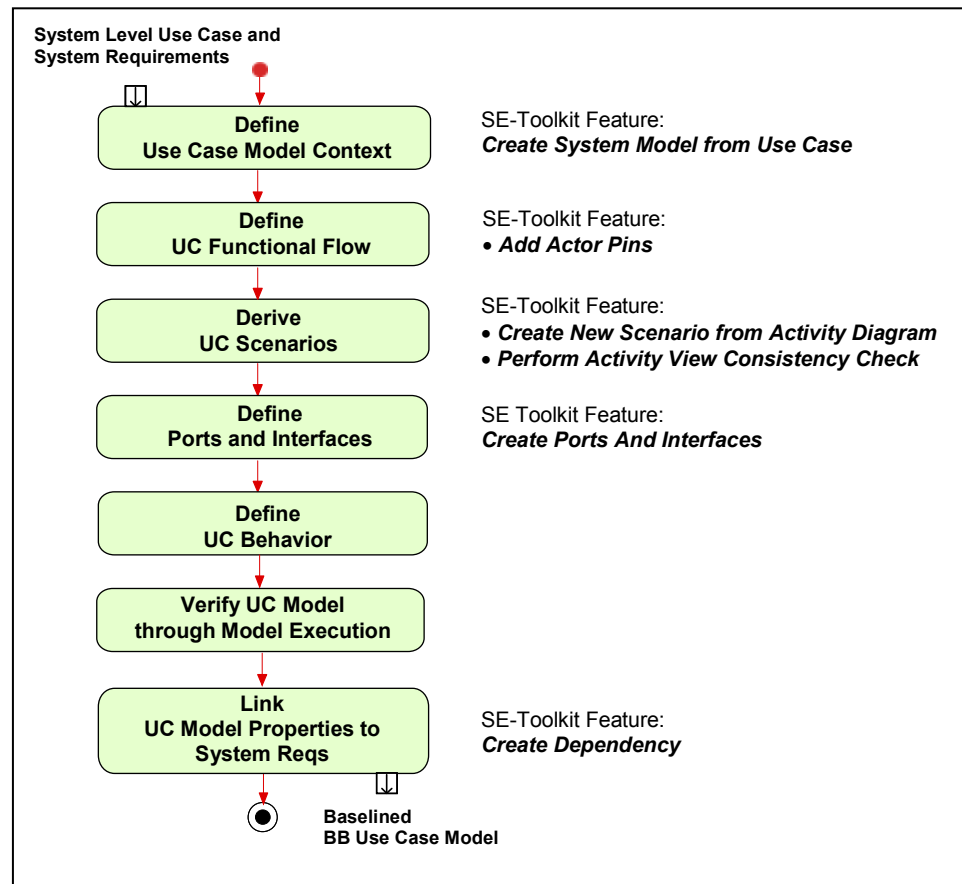 System Level Use Case and
System Requirements
Define
Use Case Model Context
SE-Toolkit Feature:
Create System Model from Use Case
Define
UC Functional Flow
SE-Toolkit Feature:
• Add Actor Pins
Derive
UC Scenarios
SE-Toolkit Feature:
• Create New Scenario from Activity Diagram
• Perform Activity View Consistency Check
Define
Ports and Interfaces
SE Toolkit Feature:
Create Ports And Interfaces
Define
UC Behavior
Verify UC Model
through Model Execution
Link
UC Model Properties to
System Reqs
SE-Toolkit Feature:
Create Dependency
Baselined
BB Use Case Model